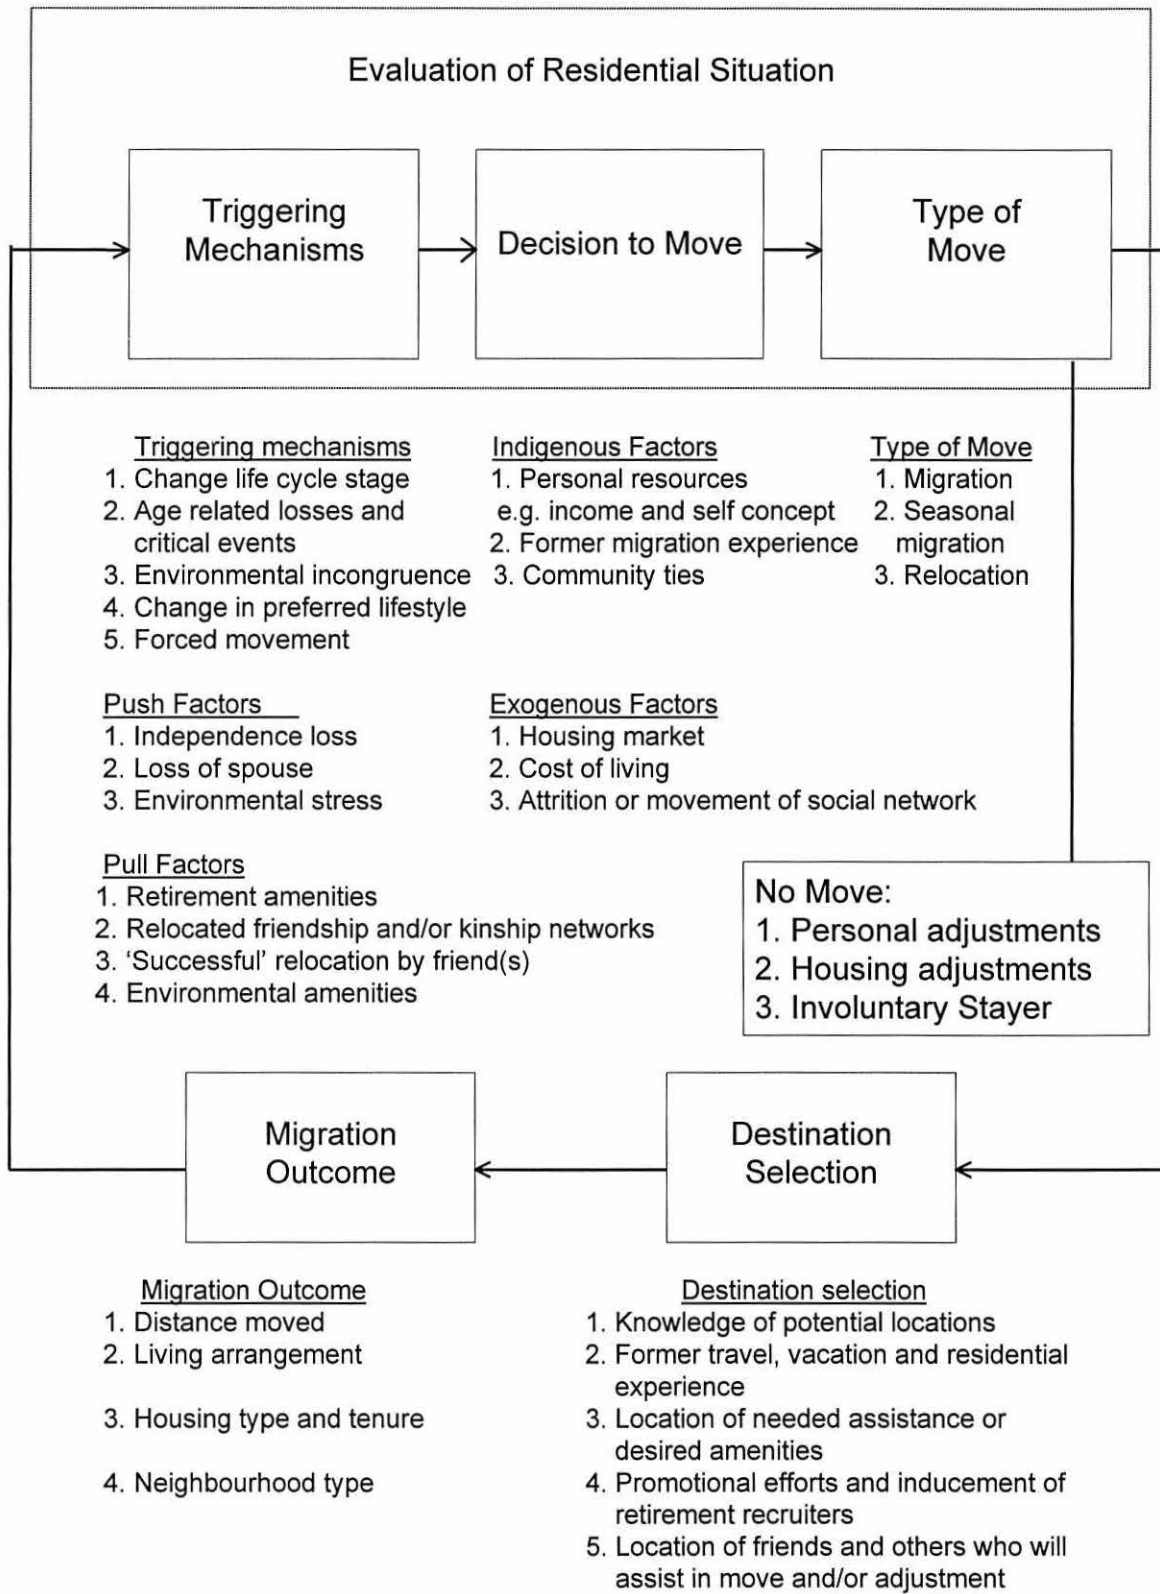 Evaluation of Residential Situation
Triggering
Mechanisms
Decision to Move
Type of
Move
Triggering mechanisms
1. Change life cycle stage
2. Age related losses and
critical events
3. Environmental incongruence
4. Change in preferred lifestyle
5. Forced movement
Indigenous Factors
1. Personal resources
e.g. income and self concept
2. Former migration experience
3. Community ties
Type of Move
1. Migration
2. Seasonal
migration
3. Relocation
Push Factors
1. Independence loss
2. Loss of spouse
3. Environmental stress
Exogenous Factors
1. Housing market
2. Cost of living
3. Attrition or movement of social network
Pull Factors
1. Retirement amenities
2. Relocated friendship and/or kinship networks
3. ‘Successful’ relocation by friend(s)
4. Environmental amenities
No Move:
1. Personal adjustments
2. Housing adjustments
3. Involuntary Stayer
Migration
Outcome
Destination
Selection
Migration Outcome
1. Distance moved
2. Living arrangement
3. Housing type and tenure
4. Neighbourhood type
Destination selection
1. Knowledge of potential locations
2. Former travel, vacation and residential
experience
3. Location of needed assistance or
desired amenities
4. Promotional efforts and inducement of
retirement recruiters
5. Location of friends and others who will
assist in move and/or adjustment